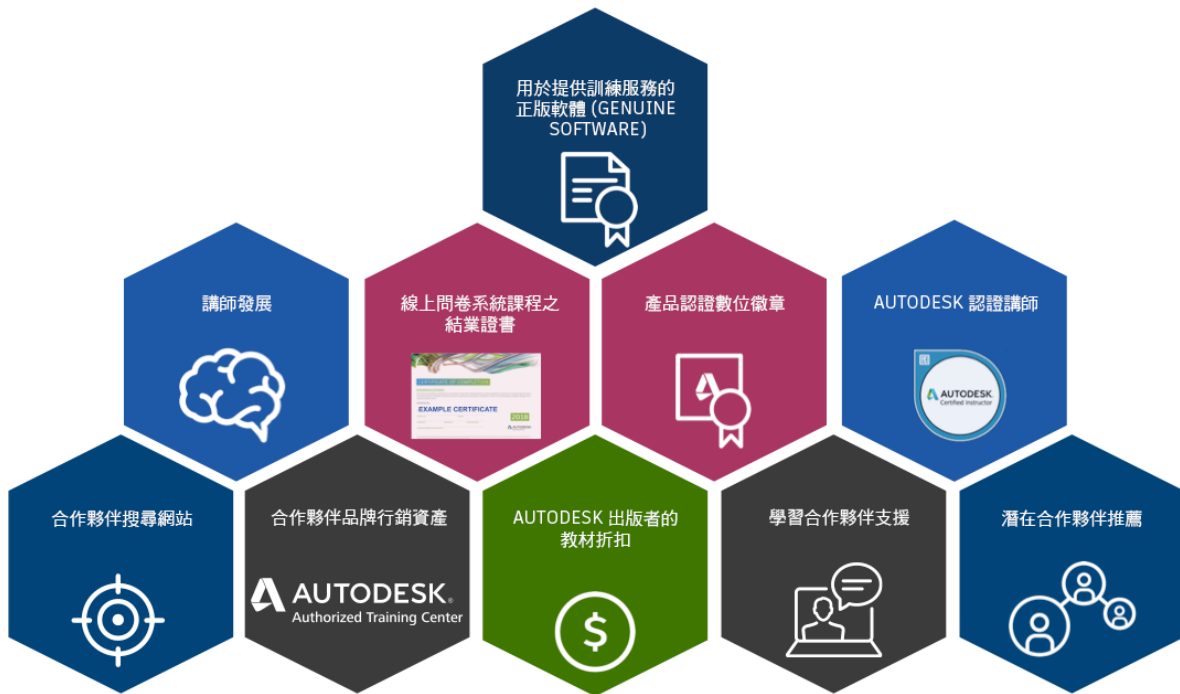 用於提供訓練服務的
正版軟體 (GENUINE
SOFTWARE)
講師發展
線上問卷系統課程之
結業證書
CERTIFICATE OF COMPLETION
EXAMPLE CERTIFICATE
2018
AUTODESK
產品認證數位徽章
AUTODESK 認證講師
AUTODESK
Certified Instructor
合作夥伴搜尋網站
合作夥伴品牌行銷資產
AUTODESK®
Authorized Training Center
AUTODESK 出版者的
教材折扣
$
學習合作夥伴支援
潛在合作夥伴推薦